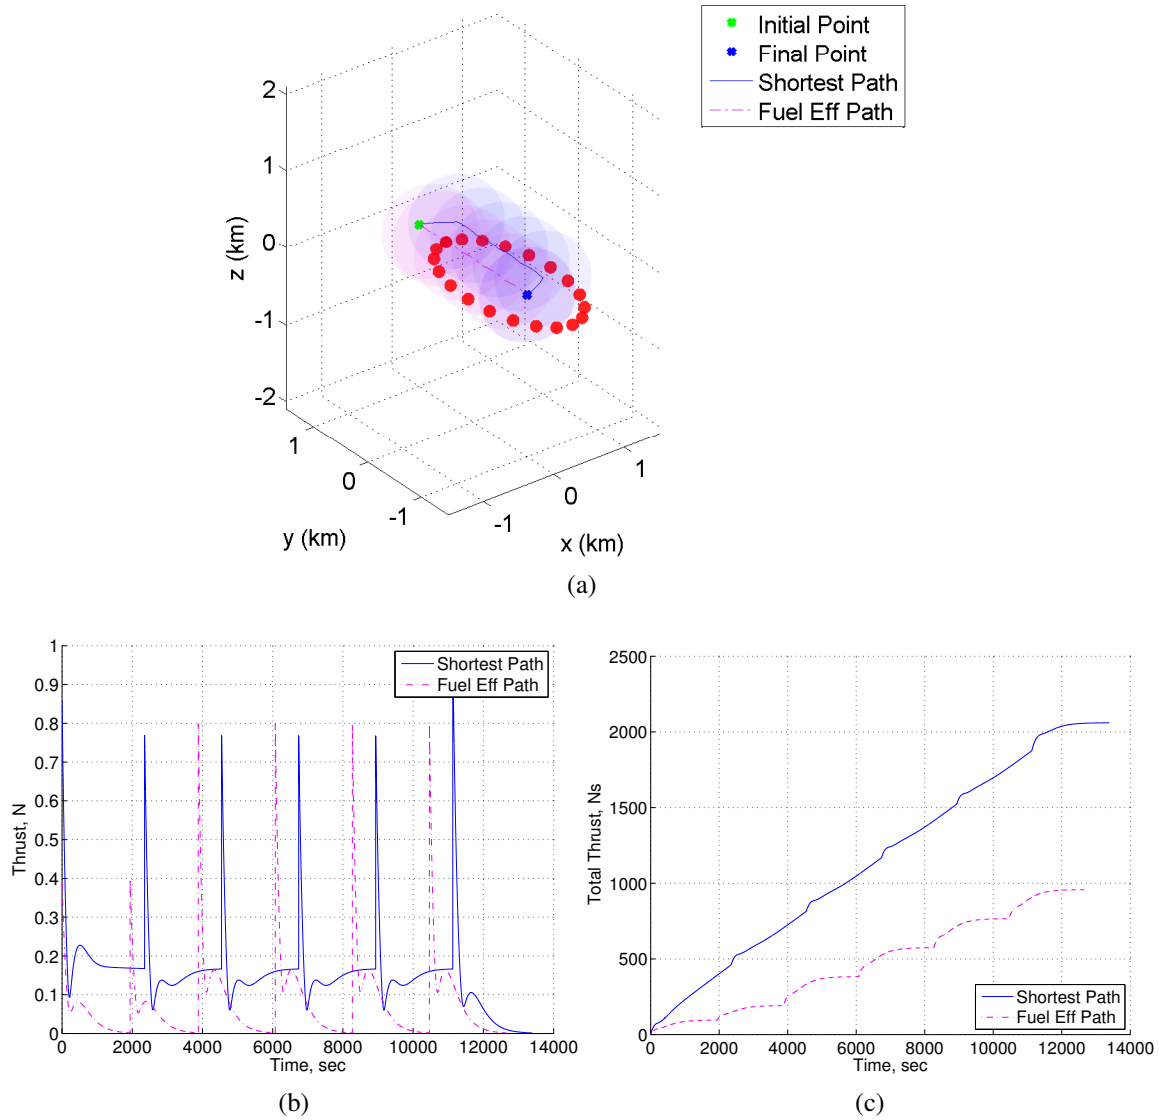 Initial Point
Final Point
Shortest Path
Fuel Eff Path
2
1
0
-1
-2
z (km)
1
0
-1
y (km)
-1
0
1
x (km)
(a)
1
0.9
0.8
0.7
0.6
0.5
0.4
0.3
0.2
0.1
0
Thrust, N
Shortest Path
Fuel Eff Path
0 2000 4000 6000 8000 10000 12000 14000
Time, sec
(b)
2500
2000
1500
1000
500
0
Total Thrust, Ns
Shortest Path
Fuel Eff Path
0 2000 4000 6000 8000 10000 12000 14000
Time, sec
(c)